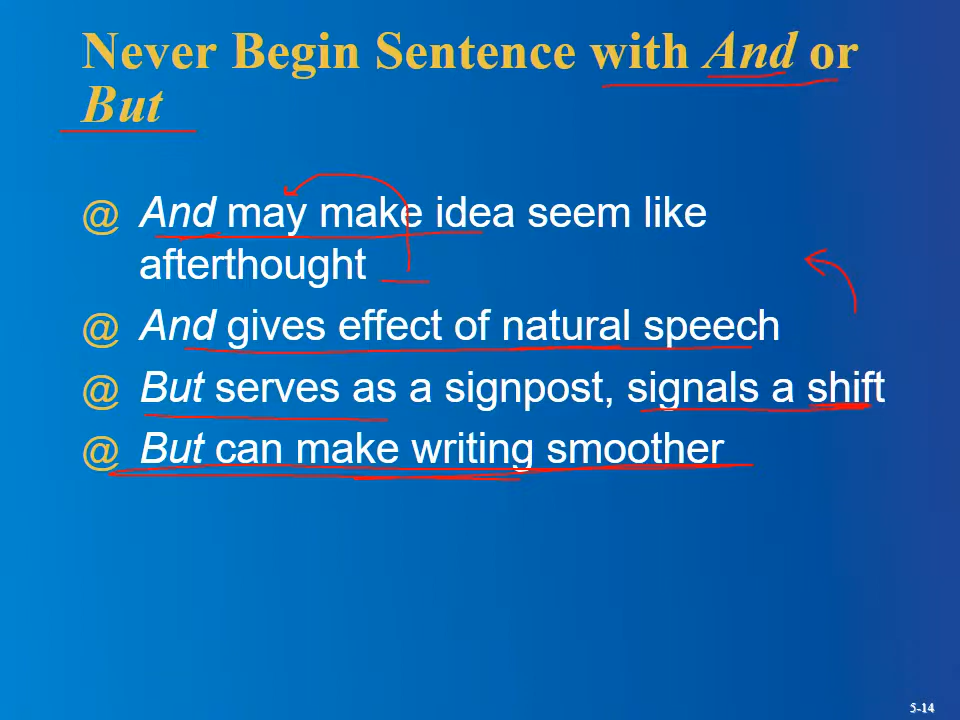 Never Begin Sentence with And or
But
@ And may make idea seem like
afterthought
@ And gives effect of natural speech
@ But serves as a signpost, signals a shift
@ But can make writing smoother
5-14